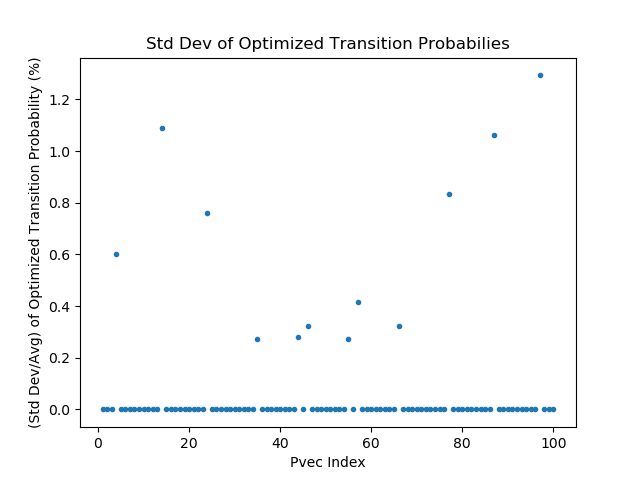 Std Dev of Optimized Transition Probabilies
(Std Dev/Avg) of Optimized Transition Probability (%)
1.2
1.0
0.8
0.6
0.4
0.2
0.0
0 20 40 60 80 100
Pvec Index